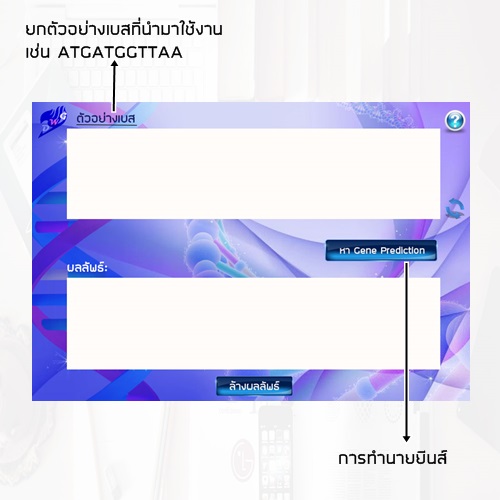 ยกตัวอย่างเบสที่นำมาใช้งาน
เช่น ATGATGGTTAA
ตัวอย่างเบส
?
หา Gene Prediction
ผลลัพธ์:
ล้างผลลัพธ์
การทำนายยีนส์